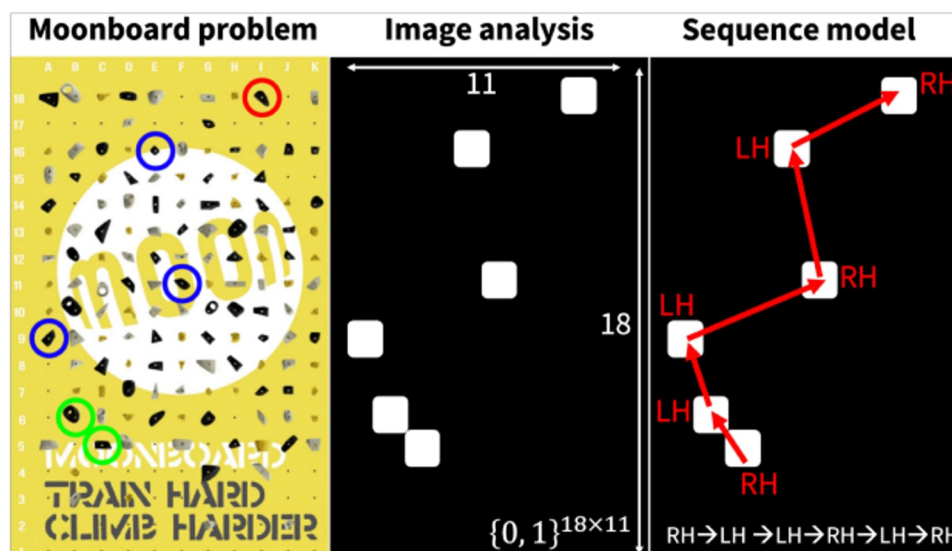 Moonboard problem
Image analysis
Sequence model
A B C D E F G H I J K
18
17
16
15
14
13
12
11
10
9
8
7
6
5
4
3
2
moon
MOONBOARD
TRAIN HARD
CLIMB HARDER
11
18
{0, 1}^{18×11}
RH
LH
RH
LH
LH
RH
RH→LH →LH→RH→LH→RH